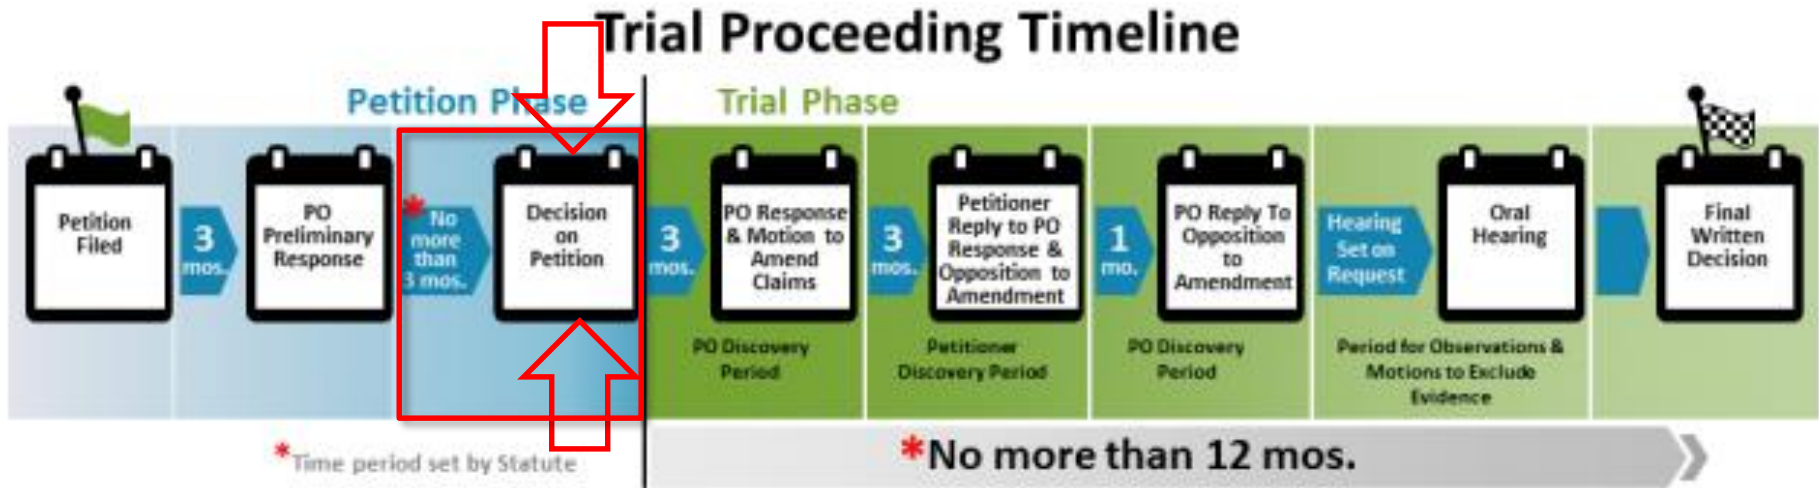 Trial Proceeding Timeline
Petition Phase
Trial Phase
Petition
Filed
3
mos.
PO
Preliminary
Response
*No
more
than
3 mos.
Decision
on
Petition
3
mos.
PO Response
& Motion to
Amend
Claims
PO Discovery
Period
3
mos.
Petitioner
Reply to PO
Response &
Opposition to
Amendment
Petitioner
Discovery Period
1
mo.
PO Reply To
Opposition
to
Amendment
PO Discovery
Period
Hearing
Set on
Request
Oral
Hearing
Period for Observations &
Motions to Exclude
Evidence
Final
Written
Decision
*Time period set by Statute
*No more than 12 mos.